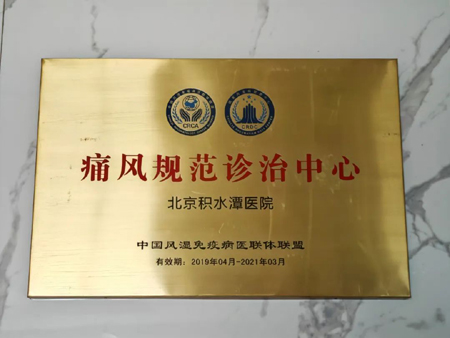 CRCA
CRDC
痛风规范诊治中心
北京积水潭医院
中国风湿免疫病医联体联盟
有效期：2019年04月-2021年03月